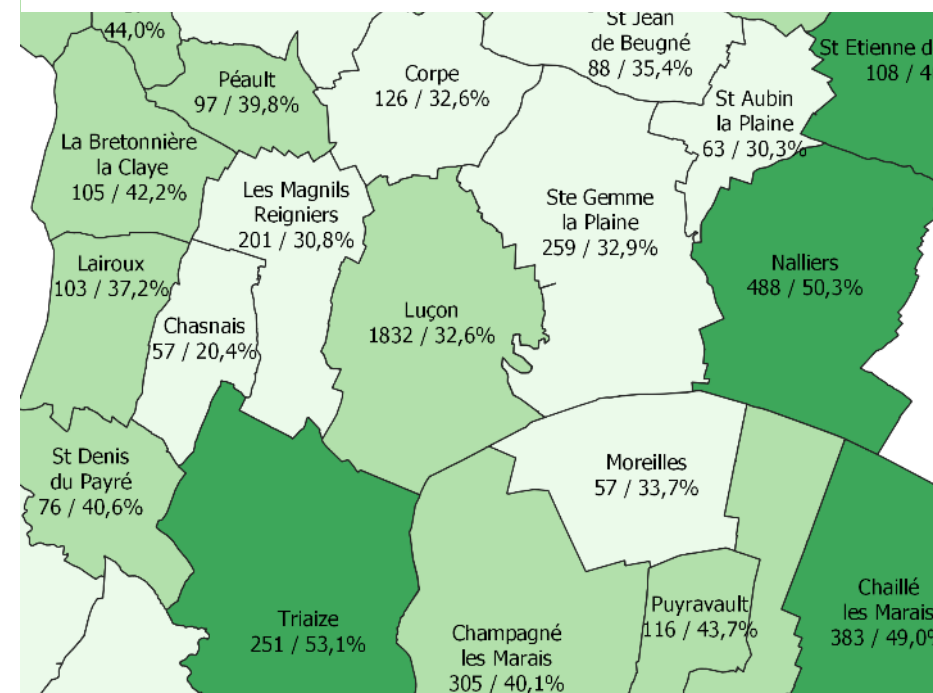 44,0%
St Jean
de Beugné
88 / 35,4%
St Etienne d
108 / 4
Péault
97 / 39,8%
Corpe
126 / 32,6%
St Aubin
la Plaine
63 / 30,3%
La Bretonnière
la Claye
105 / 42,2%
Les Magnils
Reigniers
201 / 30,8%
Ste Gemme
la Plaine
259 / 32,9%
Lairoux
103 / 37,2%
Nalliers
488 / 50,3%
Chasnais
57 / 20,4%
Luçon
1832 / 32,6%
St Denis
du Payré
76 / 40,6%
Moreilles
57 / 33,7%
Triaize
251 / 53,1%
Champagné
les Marais
305 / 40,1%
Puyravault
116 / 43,7%
Chaillé
les Marais
383 / 49,0%